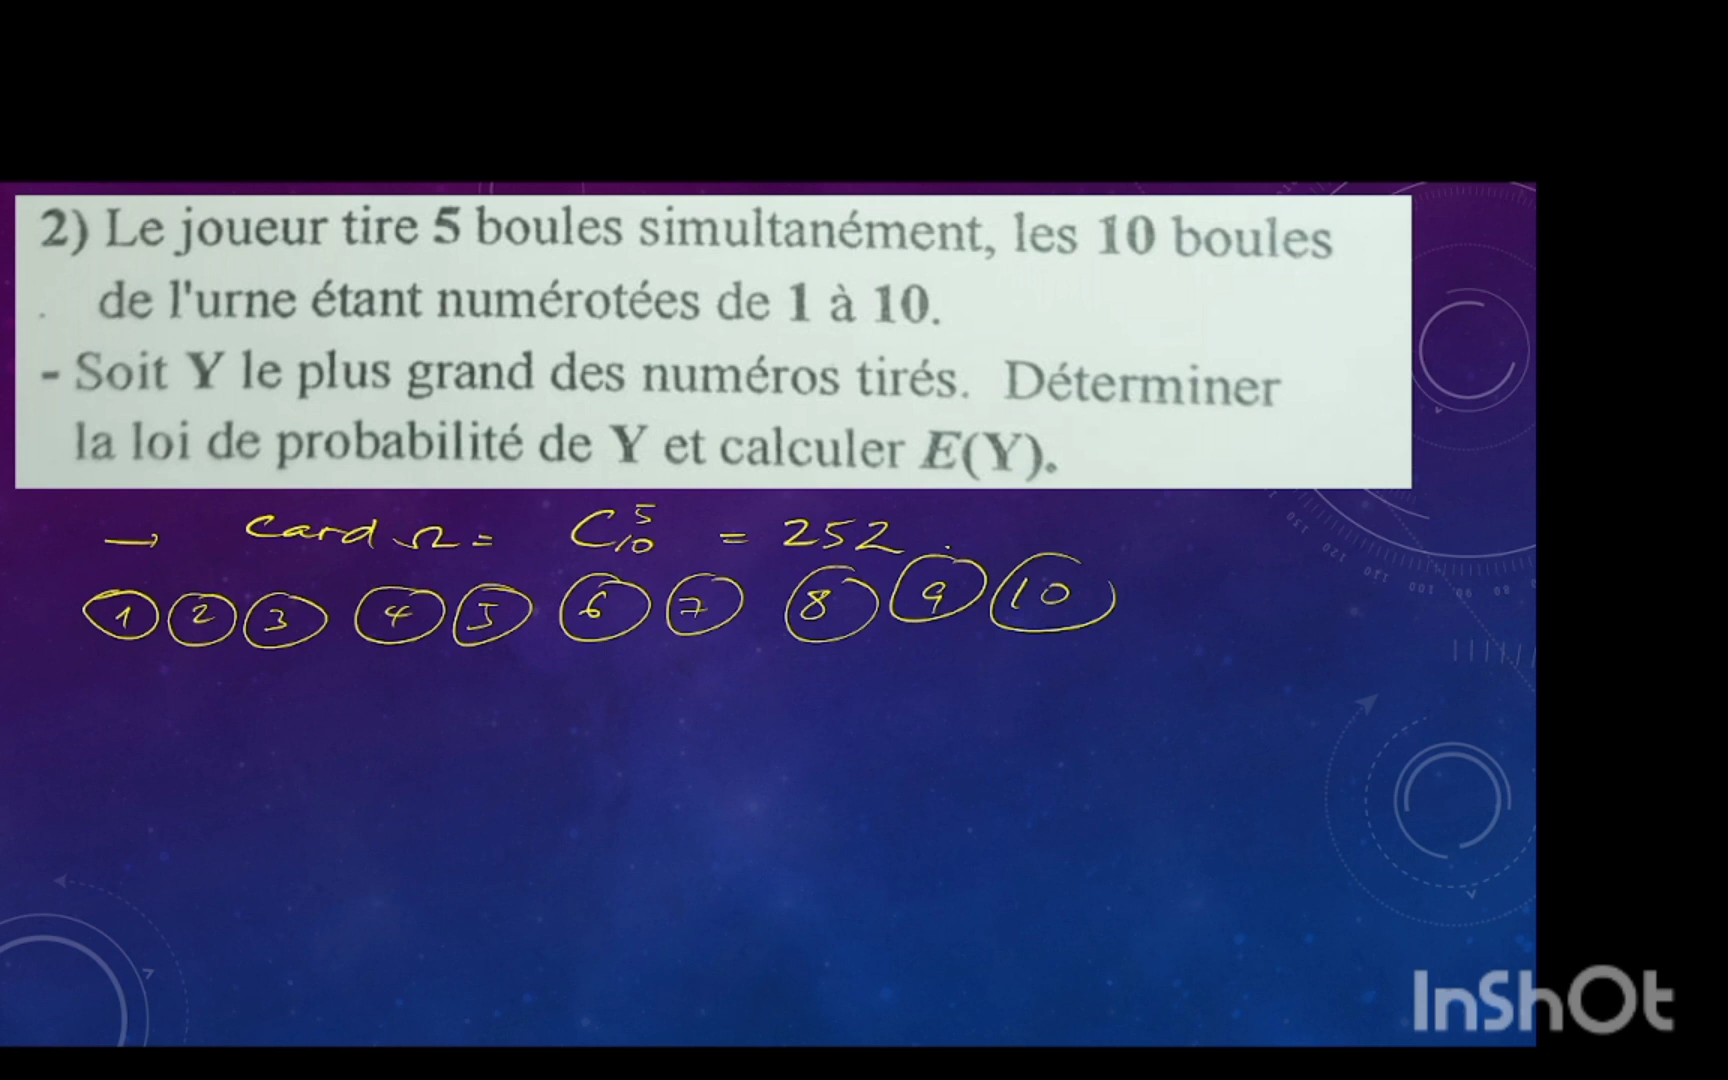 2) Le joueur tire 5 boules simultanément, les 10 boules
de l'urne étant numérotées de 1 à 10.
- Soit Y le plus grand des numéros tirés. Déterminer
la loi de probabilité de Y et calculer E(Y).
→ Card Ω = C₁₀⁵ = 252.
1 2 3 4 5 6 7 8 9 10
InShOt